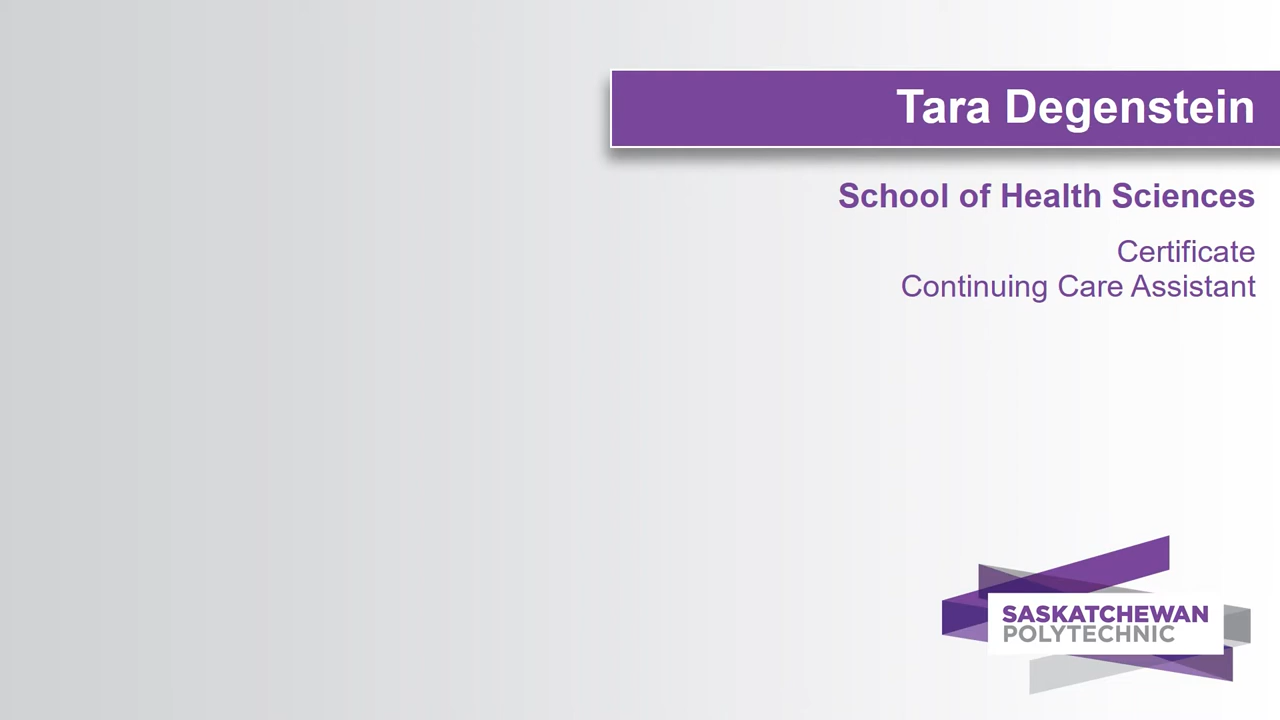 Tara Degenstein
School of Health Sciences
Certificate
Continuing Care Assistant
SASKATCHEWAN
POLYTECHNIC